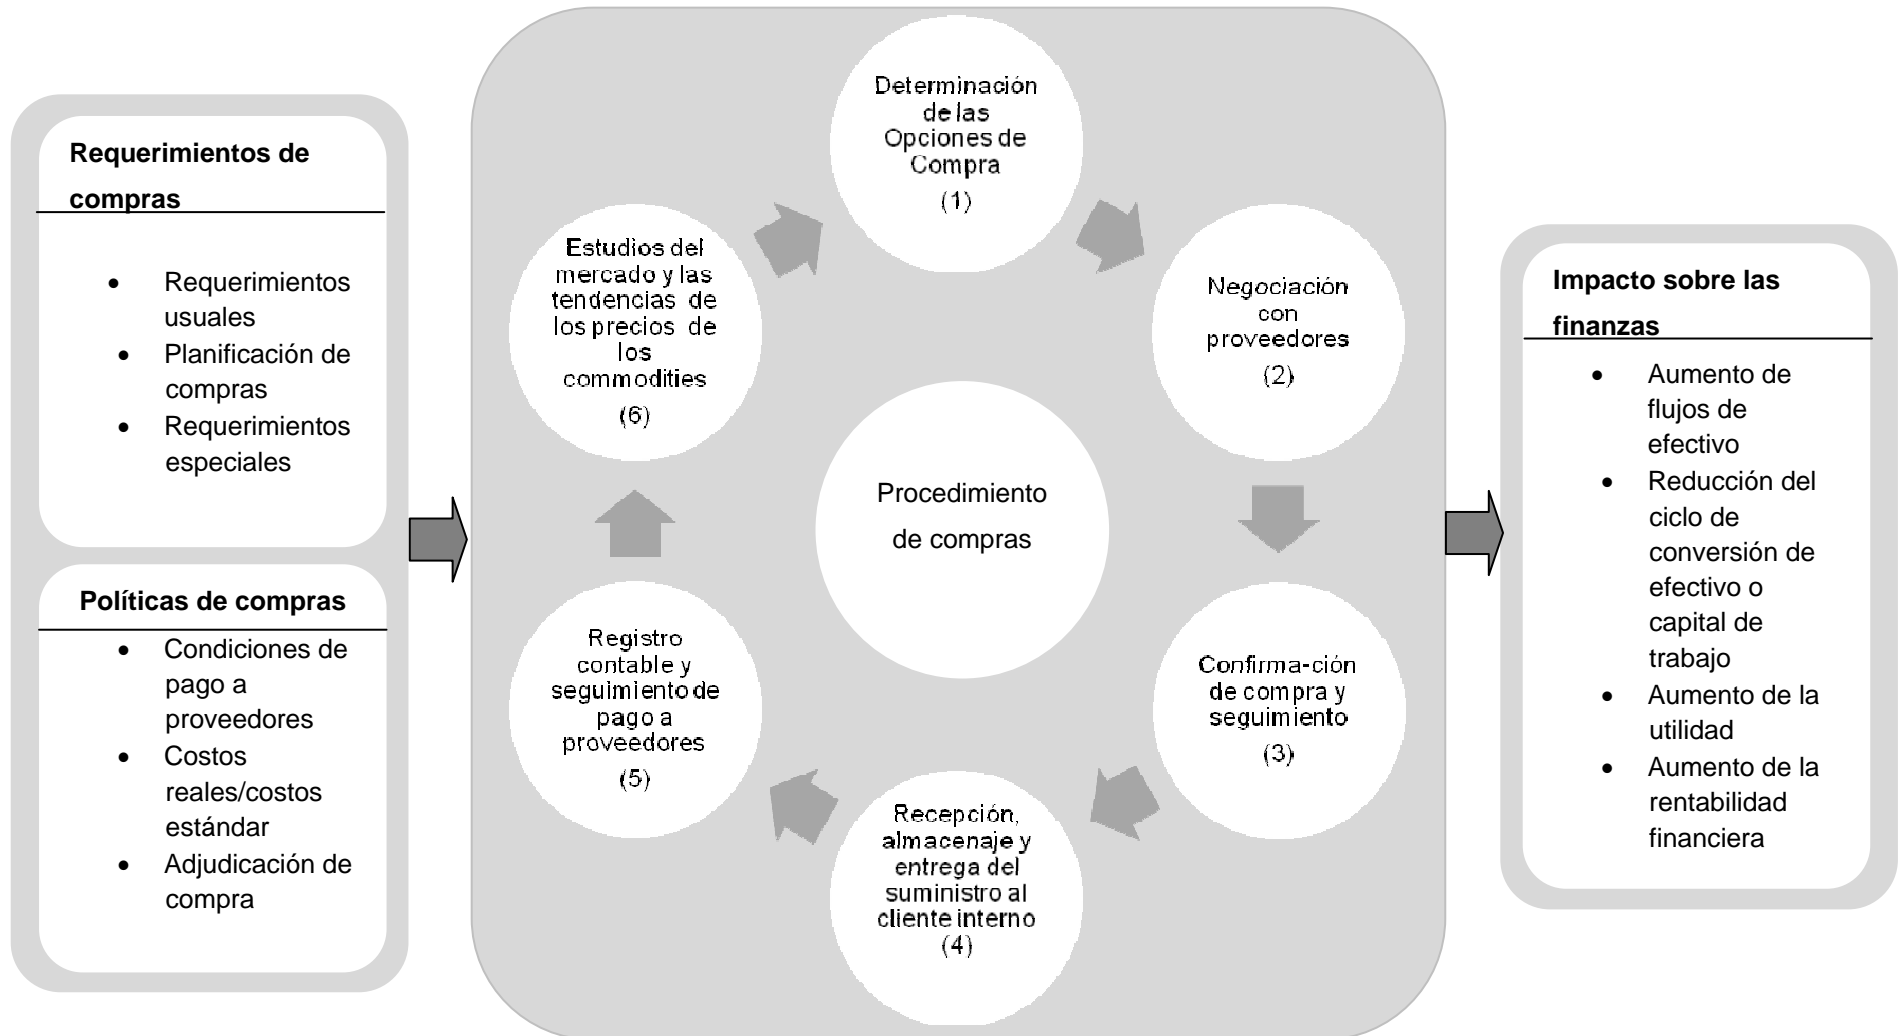 Requerimientos de
compras
• Requerimientos
usuales
• Planificación de
compras
• Requerimientos
especiales
Políticas de compras
• Condiciones de
pago a
proveedores
• Costos
reales/costos
estándar
• Adjudicación de
compra
Determinación
de las
Opciones de
Compra
(1)
Negociación
con
proveedores
(2)
Confirma-ción
de compra y
seguimiento
(3)
Recepción,
almacenaje y
entrega del
suministro al
cliente interno
(4)
Registro
contable y
seguimiento de
pago a
proveedores
(5)
Estudios del
mercado y las
tendencias de
los precios de
los
commodities
(6)
Procedimiento
de compras
Impacto sobre las
finanzas
• Aumento de
flujos de
efectivo
• Reducción del
ciclo de
conversión de
efectivo o
capital de
trabajo
• Aumento de la
utilidad
• Aumento de la
rentabilidad
financiera